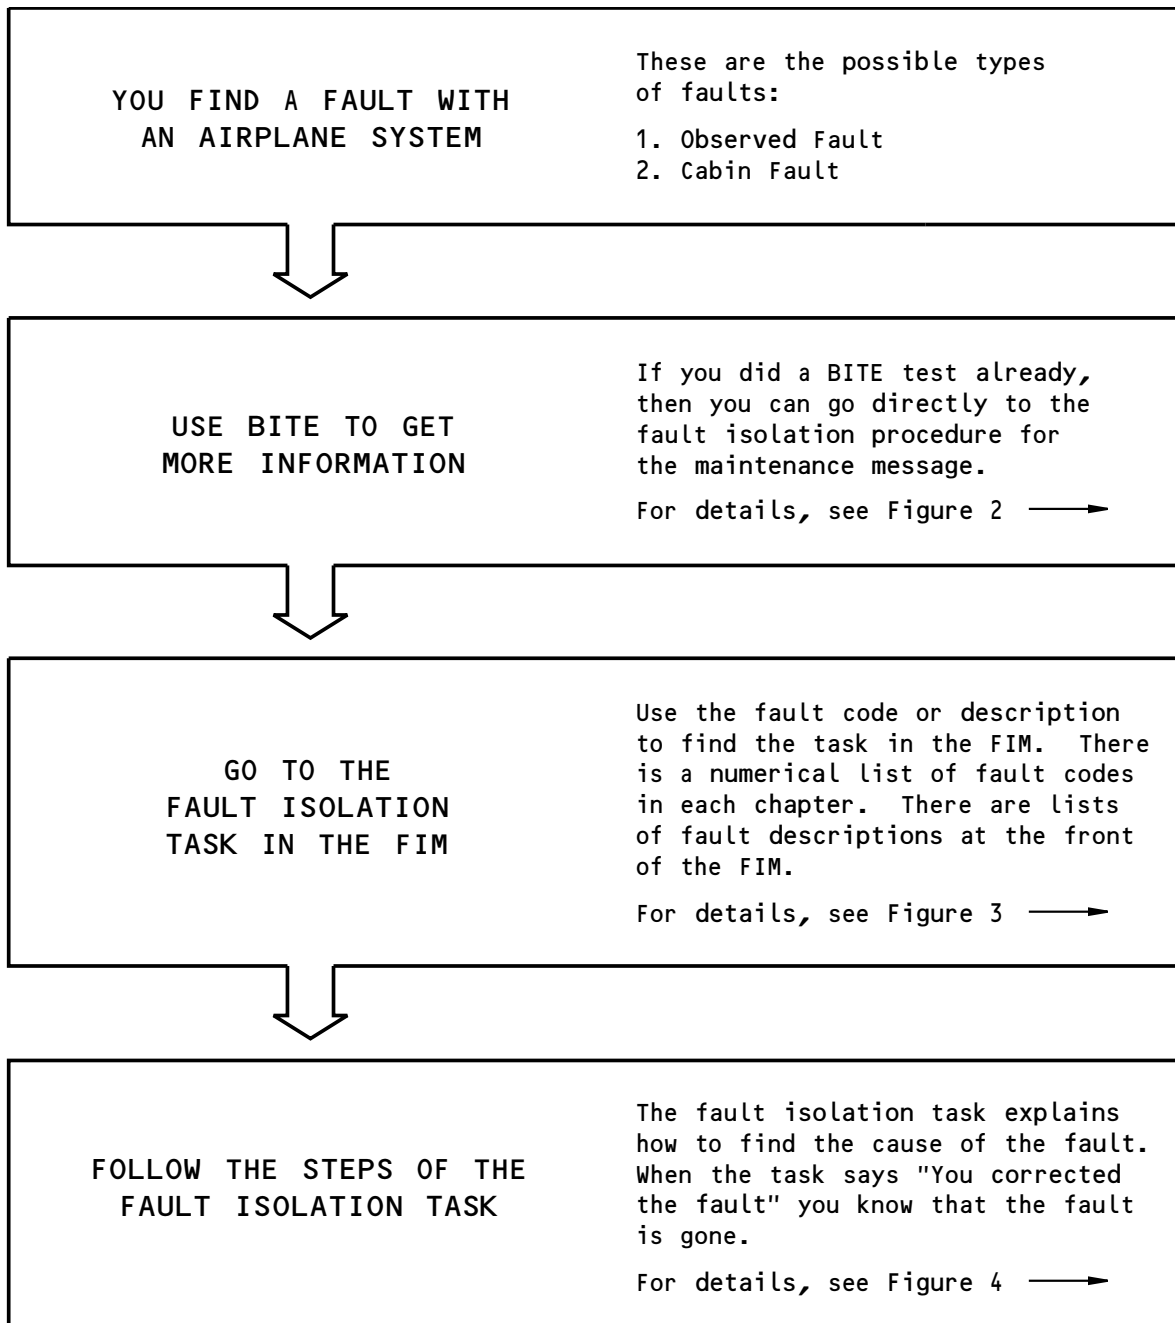 YOU FIND A FAULT WITH
AN AIRPLANE SYSTEM
These are the possible types
of faults:
1. Observed Fault
2. Cabin Fault
USE BITE TO GET
MORE INFORMATION
If you did a BITE test already,
then you can go directly to the
fault isolation procedure for
the maintenance message.
For details, see Figure 2
GO TO THE
FAULT ISOLATION
TASK IN THE FIM
Use the fault code or description
to find the task in the FIM. There
is a numerical list of fault codes
in each chapter. There are lists
of fault descriptions at the front
of the FIM.
For details, see Figure 3
FOLLOW THE STEPS OF THE
FAULT ISOLATION TASK
The fault isolation task explains
how to find the cause of the fault.
When the task says "You corrected
the fault" you know that the fault
is gone.
For details, see Figure 4